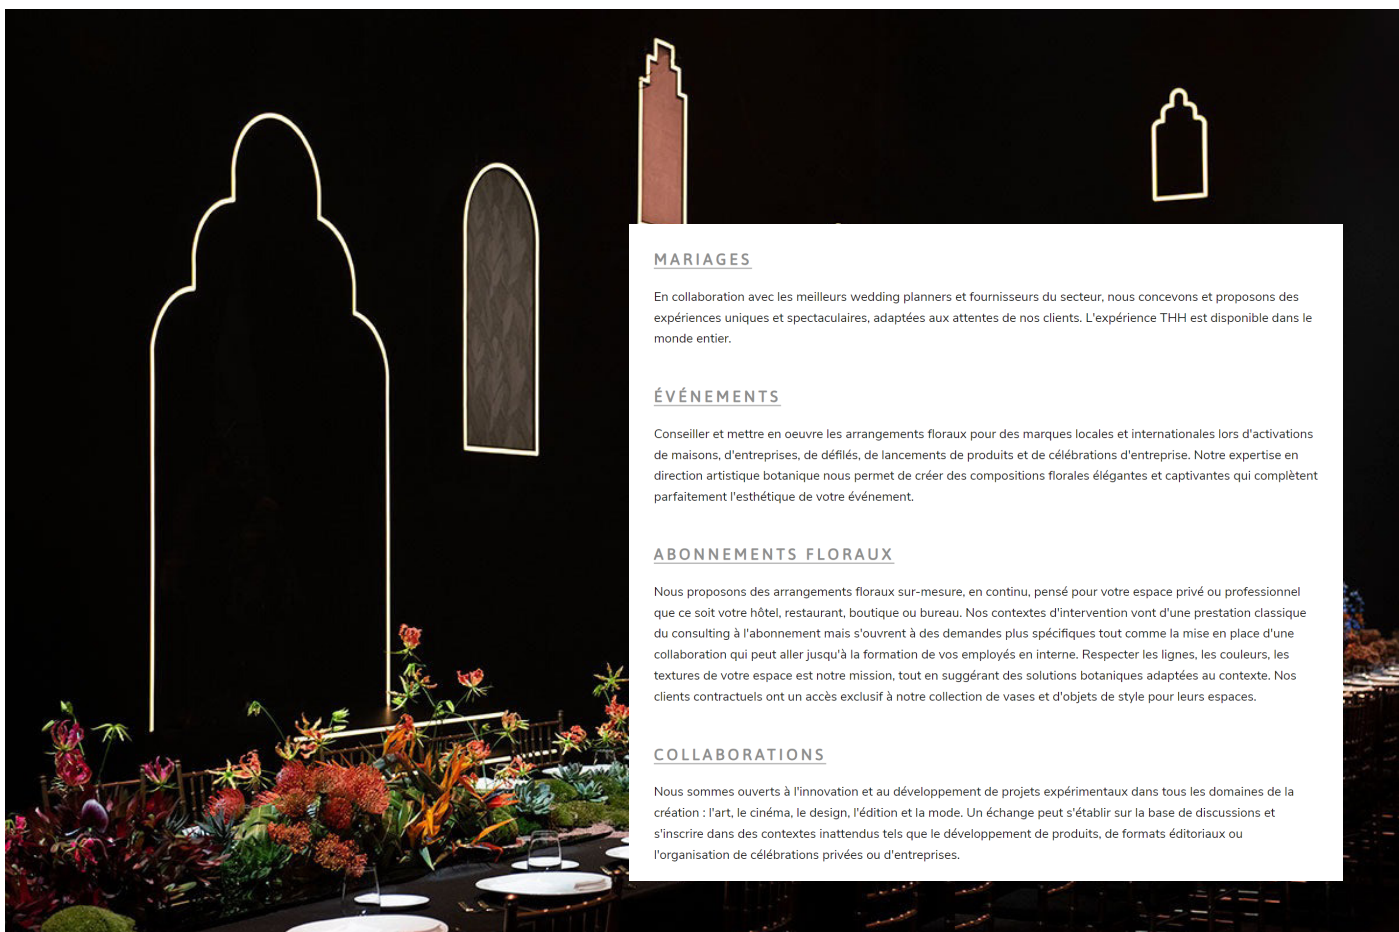 MARIAGES
En collaboration avec les meilleurs wedding planners et fournisseurs du secteur, nous concevons et proposons des
expériences uniques et spectaculaires, adaptées aux attentes de nos clients. L'expérience THH est disponible dans le
monde entier.
ÉVÉNEMENTS
Conseiller et mettre en oeuvre les arrangements floraux pour des marques locales et internationales lors d'activations
de maisons, d'entreprises, de défilés, de lancements de produits et de célébrations d'entreprise. Notre expertise en
direction artistique botanique nous permet de créer des compositions florales élégantes et captivantes qui complètent
parfaitement l'esthétique de votre événement.
ABONNEMENTS FLORAUX
Nous proposons des arrangements floraux sur-mesure, en continu, pensé pour votre espace privé ou professionnel
que ce soit votre hôtel, restaurant, boutique ou bureau. Nos contextes d'intervention vont d'une prestation classique
du consulting à l'abonnement mais s'ouvrent à des demandes plus spécifiques tout comme la mise en place d'une
collaboration qui peut aller jusqu'à la formation de vos employés en interne. Respecter les lignes, les couleurs, les
textures de votre espace est notre mission, tout en suggérant des solutions botaniques adaptées au contexte. Nos
clients contractuels ont un accès exclusif à notre collection de vases et d'objets de style pour leurs espaces.
COLLABORATIONS
Nous sommes ouverts à l'innovation et au développement de projets expérimentaux dans tous les domaines de la
création : l'art, le cinéma, le design, l'édition et la mode. Un échange peut s'établir sur la base de discussions et
s'inscrire dans des contextes inattendus tels que le développement de produits, de formats éditoriaux ou
l'organisation de célébrations privées ou d'entreprises.